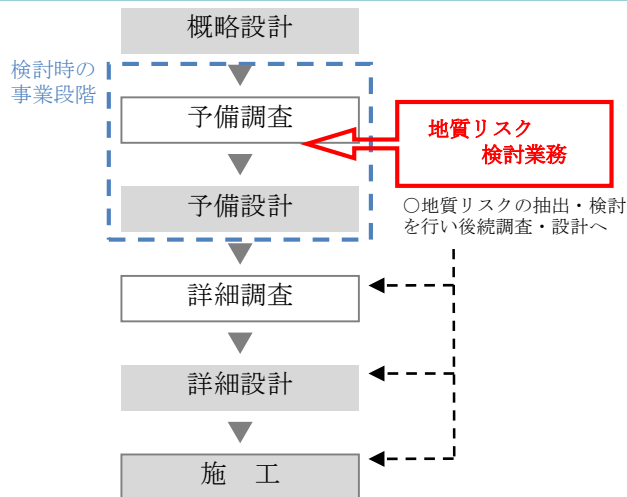 概略設計
検討時の
事業段階
予備調査
地質リスク
検討業務
予備設計
○地質リスクの抽出・検討
を行い後続調査・設計へ
詳細調査
詳細設計
施　工